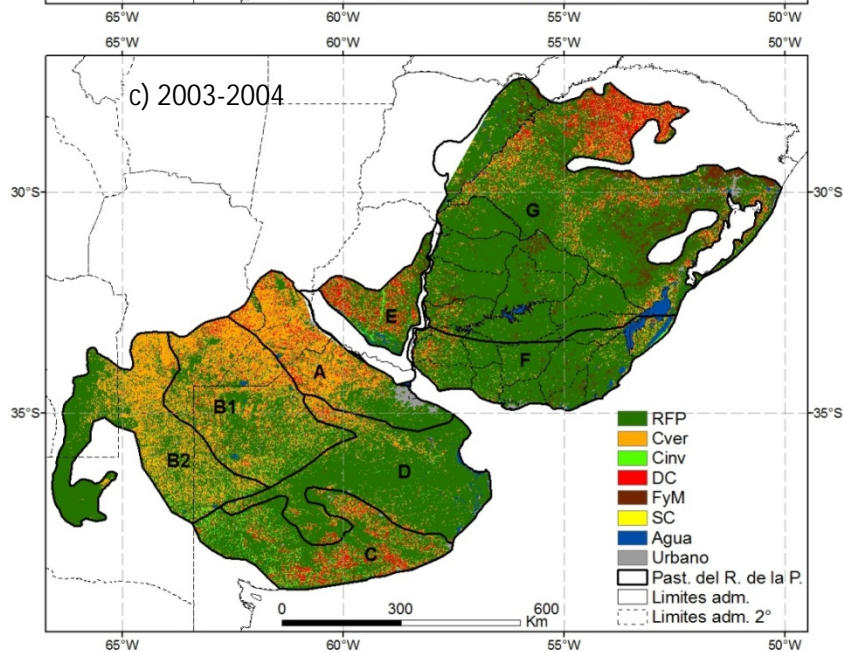 65°W 60°W 55°W 50°W
65°W 60°W 55°W 50°W
c) 2003-2004
30°S 30°S
G
E
F
A
B1
35°S 35°S
B2
D
C
RFP
Cver
Cinv
DC
FyM
SC
Agua
Urbano
Past. del R. de la P.
Limites adm.
Limites adm. 2°
0 300 600
Km
65°W 60°W 55°W 50°W